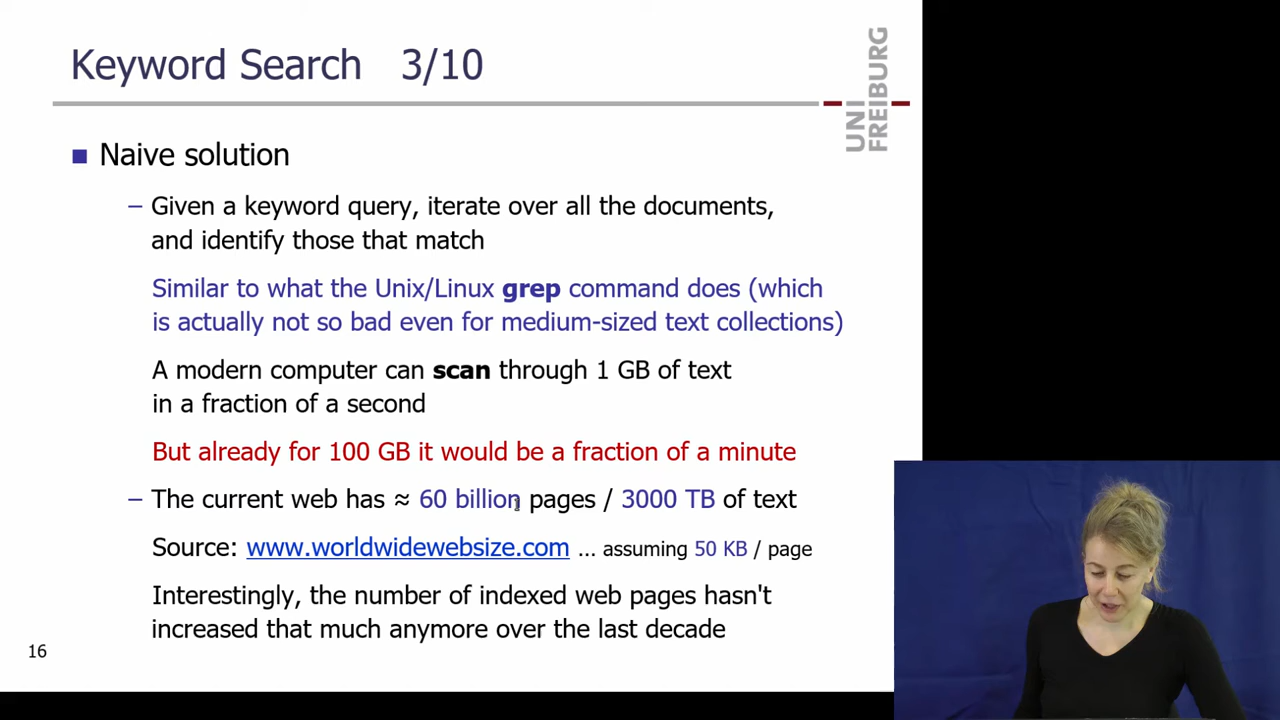 Keyword Search 3/10
UNI
FREIBURG
■ Naive solution
– Given a keyword query, iterate over all the documents,
and identify those that match
Similar to what the Unix/Linux grep command does (which
is actually not so bad even for medium-sized text collections)
A modern computer can scan through 1 GB of text
in a fraction of a second
But already for 100 GB it would be a fraction of a minute
– The current web has ≈ 60 billion pages / 3000 TB of text
Source: www.worldwidewebsize.com ... assuming 50 KB / page
Interestingly, the number of indexed web pages hasn't
increased that much anymore over the last decade
16